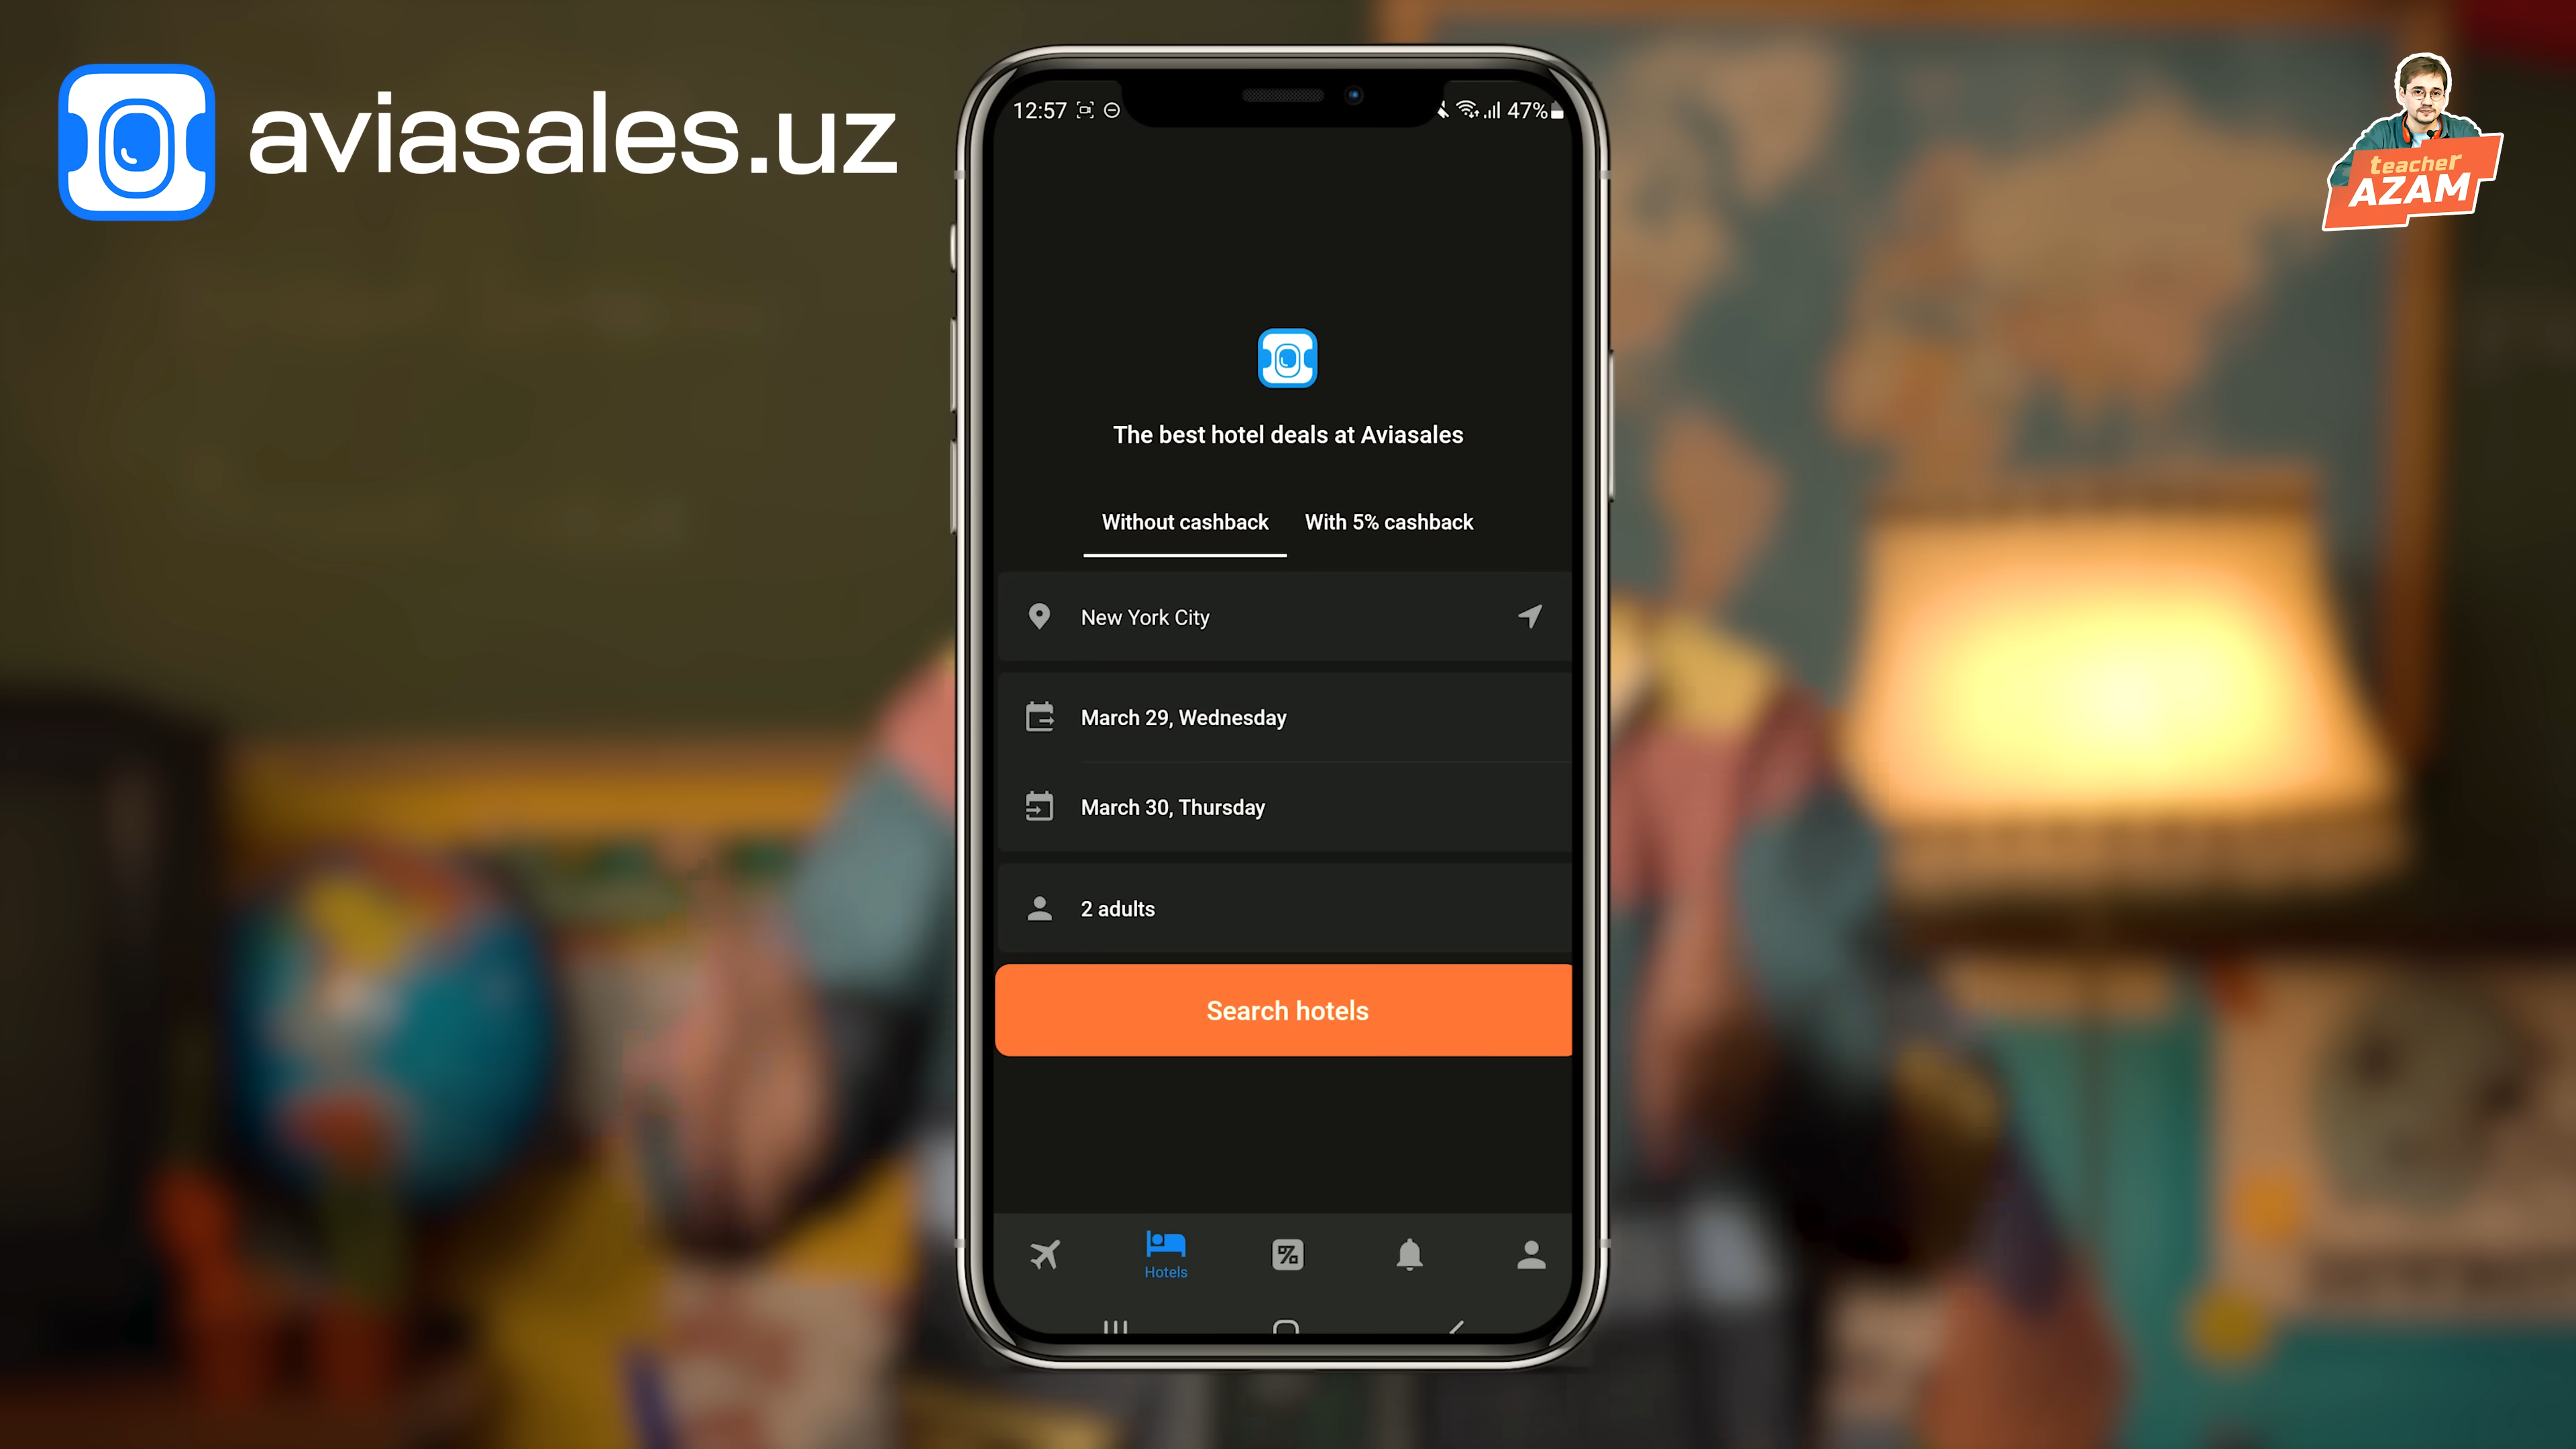 aviasales.uz
teacher
AZAM
12:57
47%
The best hotel deals at Aviasales
Without cashback
With 5% cashback
New York City
March 29, Wednesday
March 30, Thursday
2 adults
Search hotels
Hotels